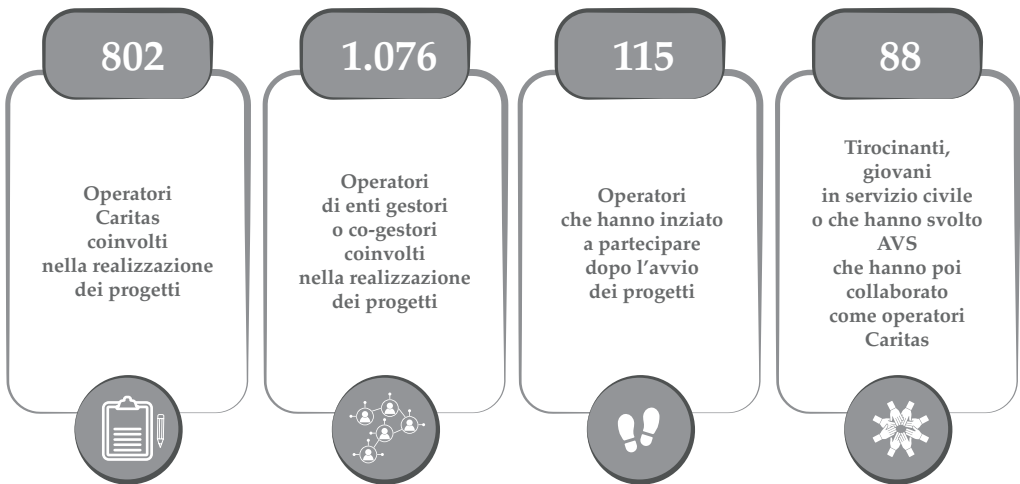 802
Operatori
Caritas
coinvolti
nella realizzazione
dei progetti
1.076
Operatori
di enti gestori
o co-gestori
coinvolti
nella realizzazione
dei progetti
115
Operatori
che hanno inziato
a partecipare
dopo l'avvio
dei progetti
88
Tirocinanti,
giovani
in servizio civile
o che hanno svolto
AVS
che hanno poi
collaborato
come operatori
Caritas